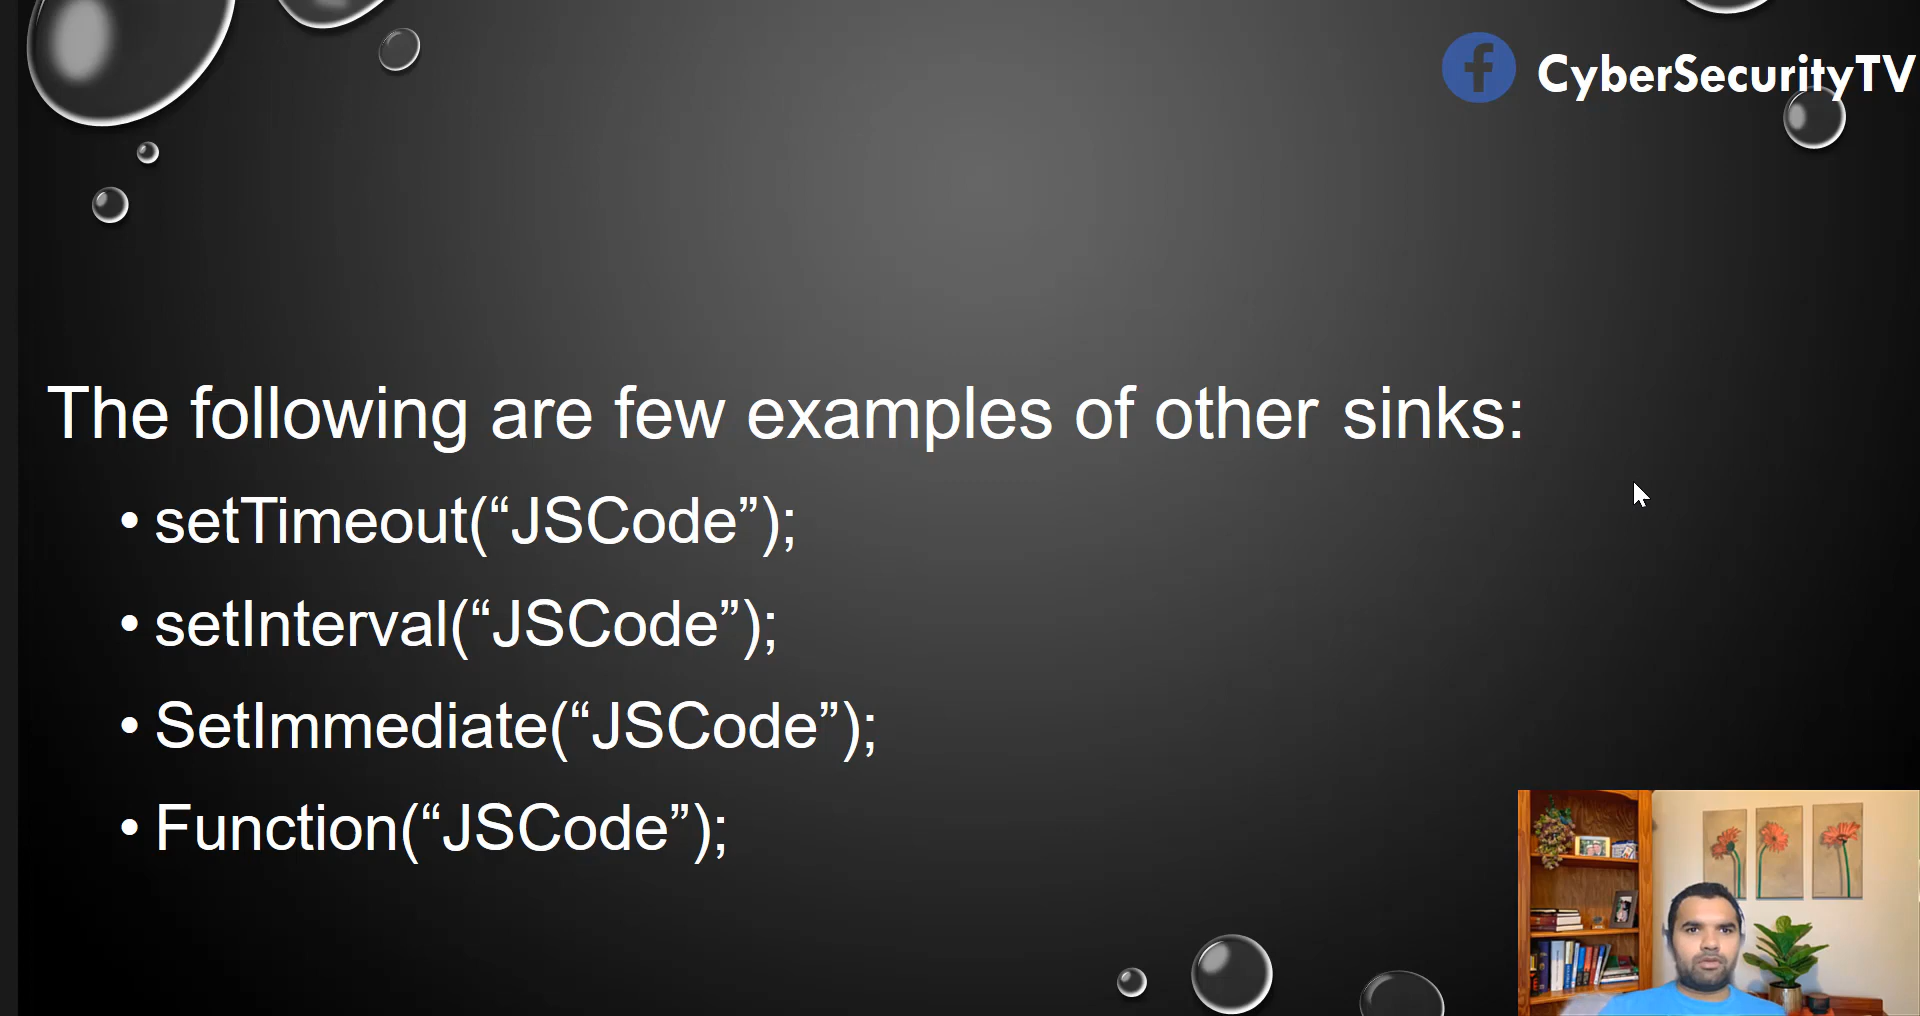 CyberSecurityTV
The following are few examples of other sinks:
• setTimeout(“JSCode”);
• setInterval(“JSCode”);
• SetImmediate(“JSCode”);
• Function(“JSCode”);